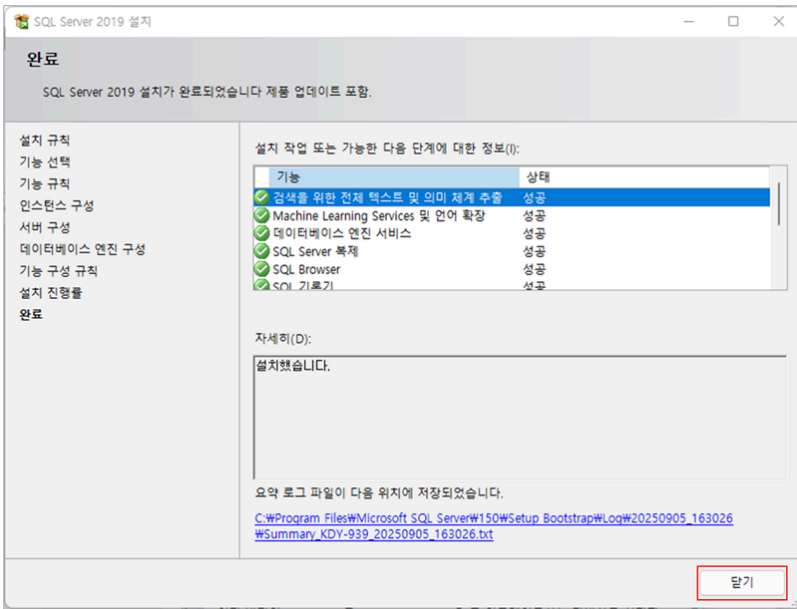 SQL Server 2019 설치
완료
SQL Server 2019 설치가 완료되었습니다 제품 업데이트 포함.
설치 규칙
기능 선택
기능 규칙
인스턴스 구성
서버 구성
데이터베이스 엔진 구성
기능 구성 규칙
설치 진행률
완료
설치 작업 또는 가능한 다음 단계에 대한 정보(I):
기능 상태
검색을 위한 전체 텍스트 및 의미 체계 추출 성공
Machine Learning Services 및 언어 확장 성공
데이터베이스 엔진 서비스 성공
SQL Server 복제 성공
SQL Browser 성공
SQL 기록기 성공
자세히(D):
설치했습니다.
요약 로그 파일이 다음 위치에 저장되었습니다.
C:₩Program Files₩Microsoft SQL Server₩150₩Setup Bootstrap₩Log₩20250905_163026
₩Summary_KDY-939_20250905_163026.txt
닫기